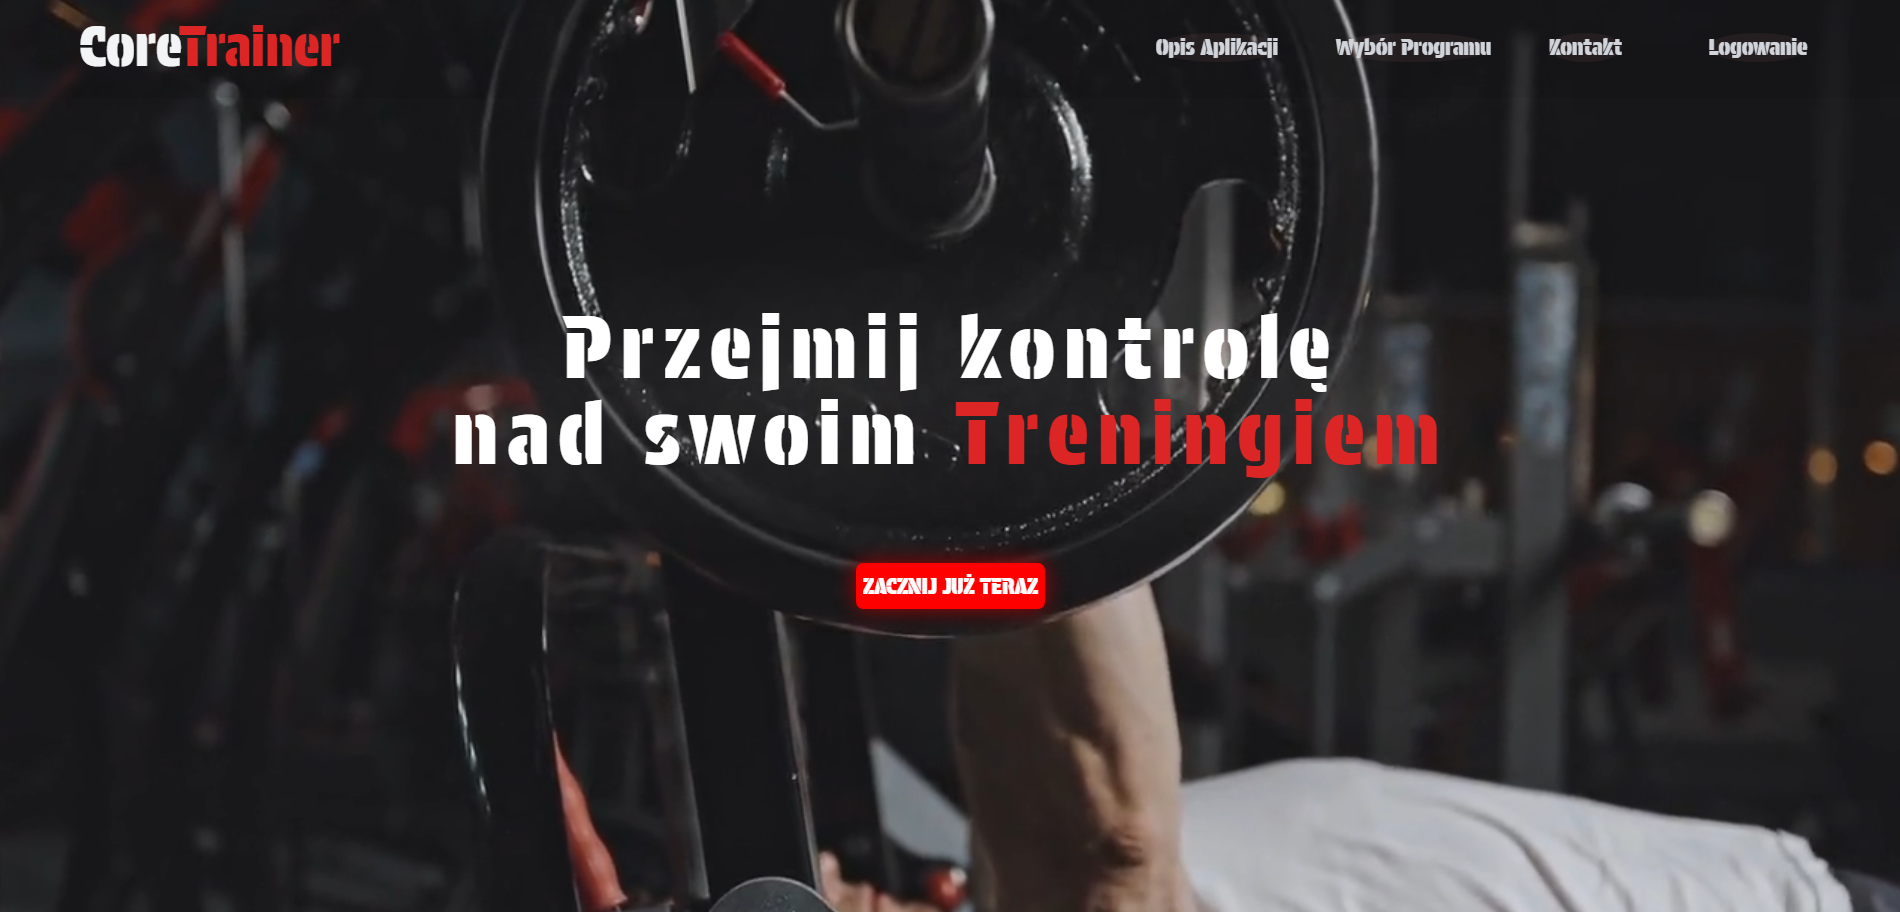 CoreTrainer
Opis Aplikacji
Wybór Programu
Kontakt
Logowanie
Przejmij kontrolę
nad swoim Treningiem
ZACZNIJ JUŻ TERAZ